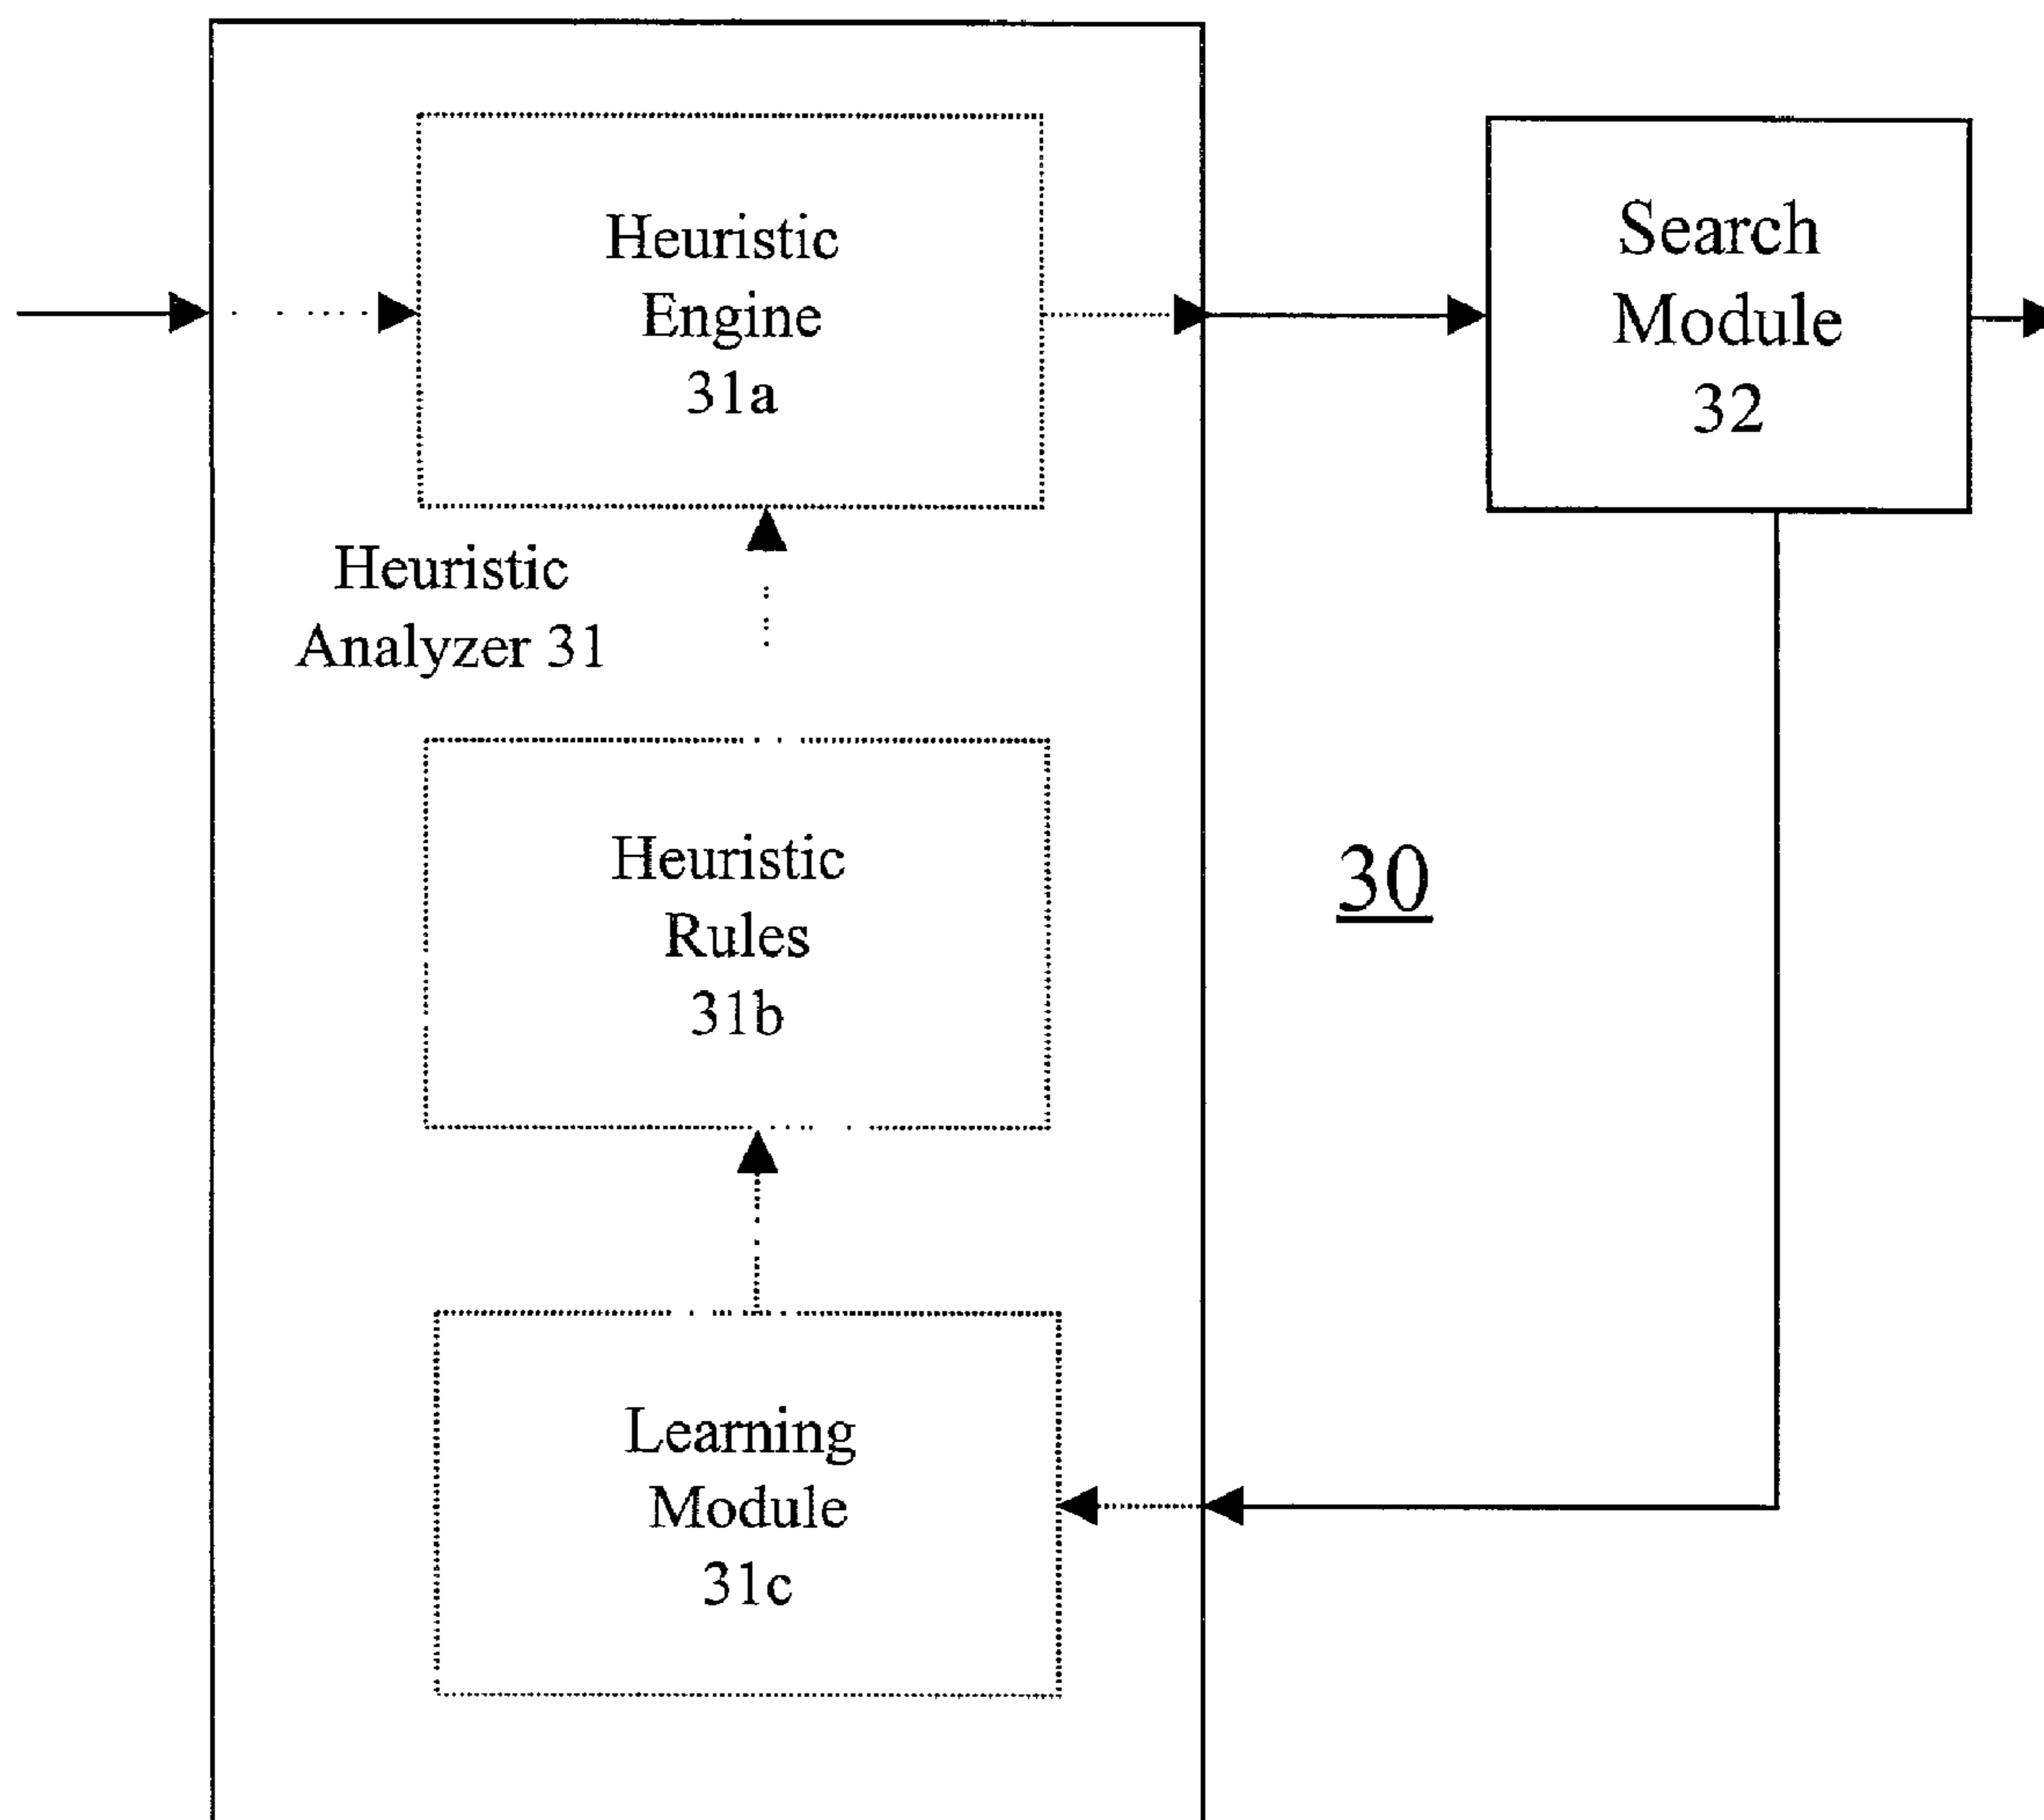 Heuristic
Engine
31a
Search
Module
32
Heuristic
Analyzer 31
Heuristic
Rules
31b
30
Learning
Module
31c